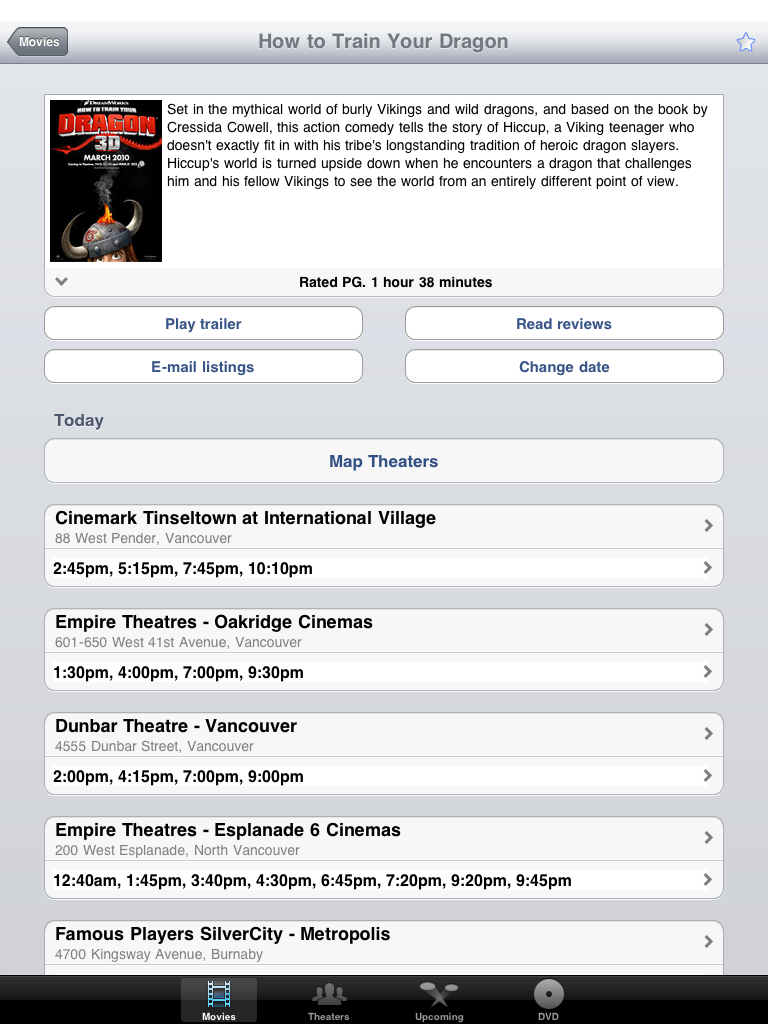 Movies
How to Train Your Dragon
DREAMWORKS
HOW TO TRAIN YOUR
DRAGON
3D
MARCH 2010
Set in the mythical world of burly Vikings and wild dragons, and based on the book by
Cressida Cowell, this action comedy tells the story of Hiccup, a Viking teenager who
doesn't exactly fit in with his tribe's longstanding tradition of heroic dragon slayers.
Hiccup's world is turned upside down when he encounters a dragon that challenges
him and his fellow Vikings to see the world from an entirely different point of view.
Rated PG. 1 hour 38 minutes
Play trailer
Read reviews
E-mail listings
Change date
Today
Map Theaters
Cinemark Tinseltown at International Village
88 West Pender, Vancouver
2:45pm, 5:15pm, 7:45pm, 10:10pm
Empire Theatres - Oakridge Cinemas
601-650 West 41st Avenue, Vancouver
1:30pm, 4:00pm, 7:00pm, 9:30pm
Dunbar Theatre - Vancouver
4555 Dunbar Street, Vancouver
2:00pm, 4:15pm, 7:00pm, 9:00pm
Empire Theatres - Esplanade 6 Cinemas
200 West Esplanade, North Vancouver
12:40am, 1:45pm, 3:40pm, 4:30pm, 6:45pm, 7:20pm, 9:20pm, 9:45pm
Famous Players SilverCity - Metropolis
4700 Kingsway Avenue, Burnaby
Movies
Theaters
Upcoming
DVD